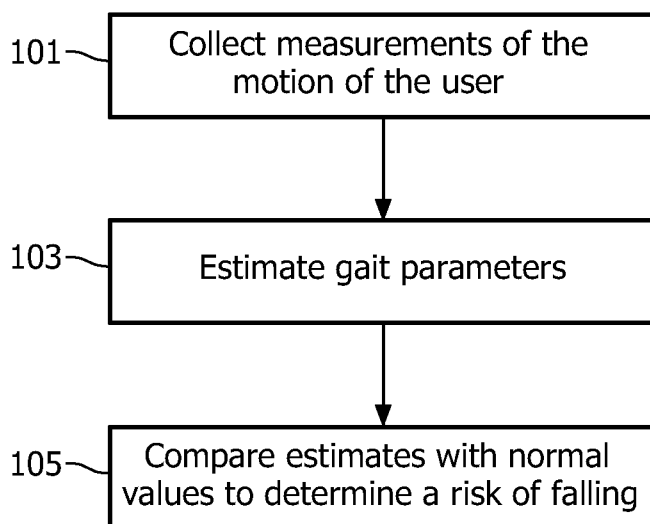 101
Collect measurements of the
motion of the user
103
Estimate gait parameters
105
Compare estimates with normal
values to determine a risk of falling